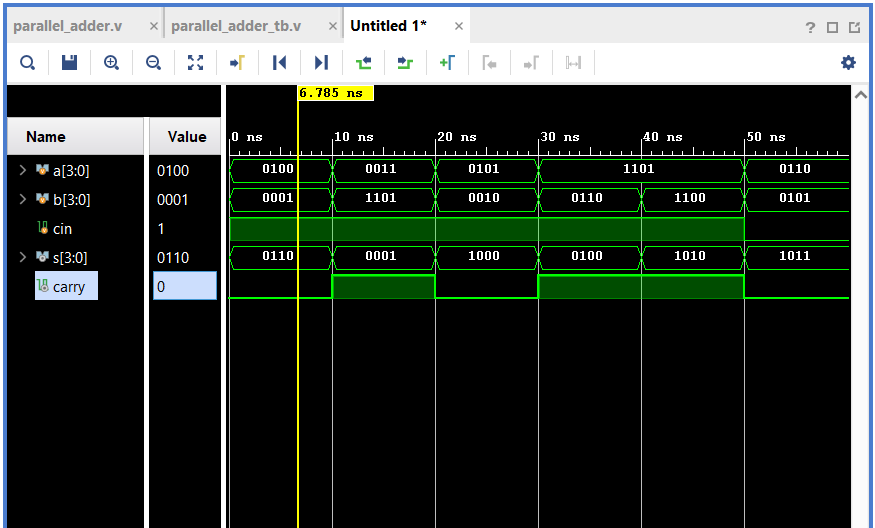 parallel_adder.v × parallel_adder_tb.v × Untitled 1* ×
?
6.785 ns
Name Value
0 ns 10 ns 20 ns 30 ns 40 ns 50 ns
a[3:0] 0100 0100 0011 0101 1101 0110
b[3:0] 0001 0001 1101 0010 0110 1100 0101
cin 1
s[3:0] 0110 0110 0001 1000 0100 1010 1011
carry 0